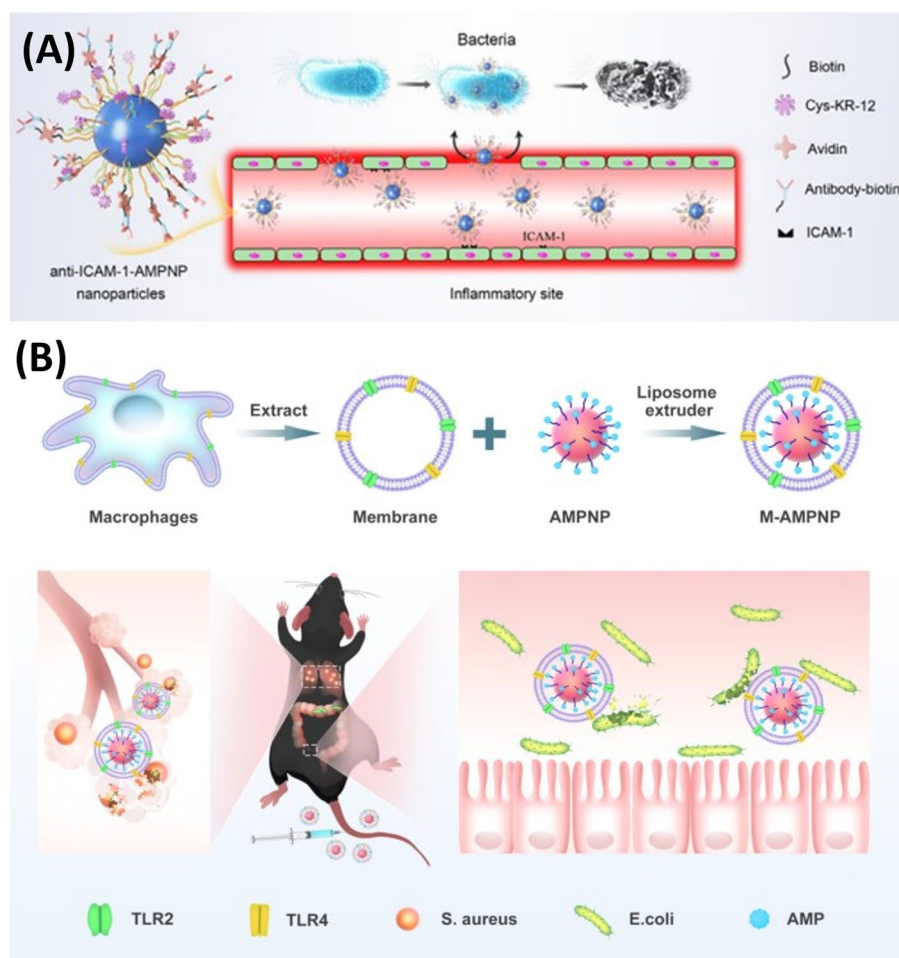 (A)
Bacteria
Biotin
Cys-KR-12
Avidin
Antibody-biotin
ICAM-1
ICAM-1
anti-ICAM-1-AMPNP
nanoparticles
Inflammatory site
(B)
Extract
Liposome
extruder
Macrophages
Membrane
AMPNP
M-AMPNP
TLR2
TLR4
S. aureus
E.coli
AMP